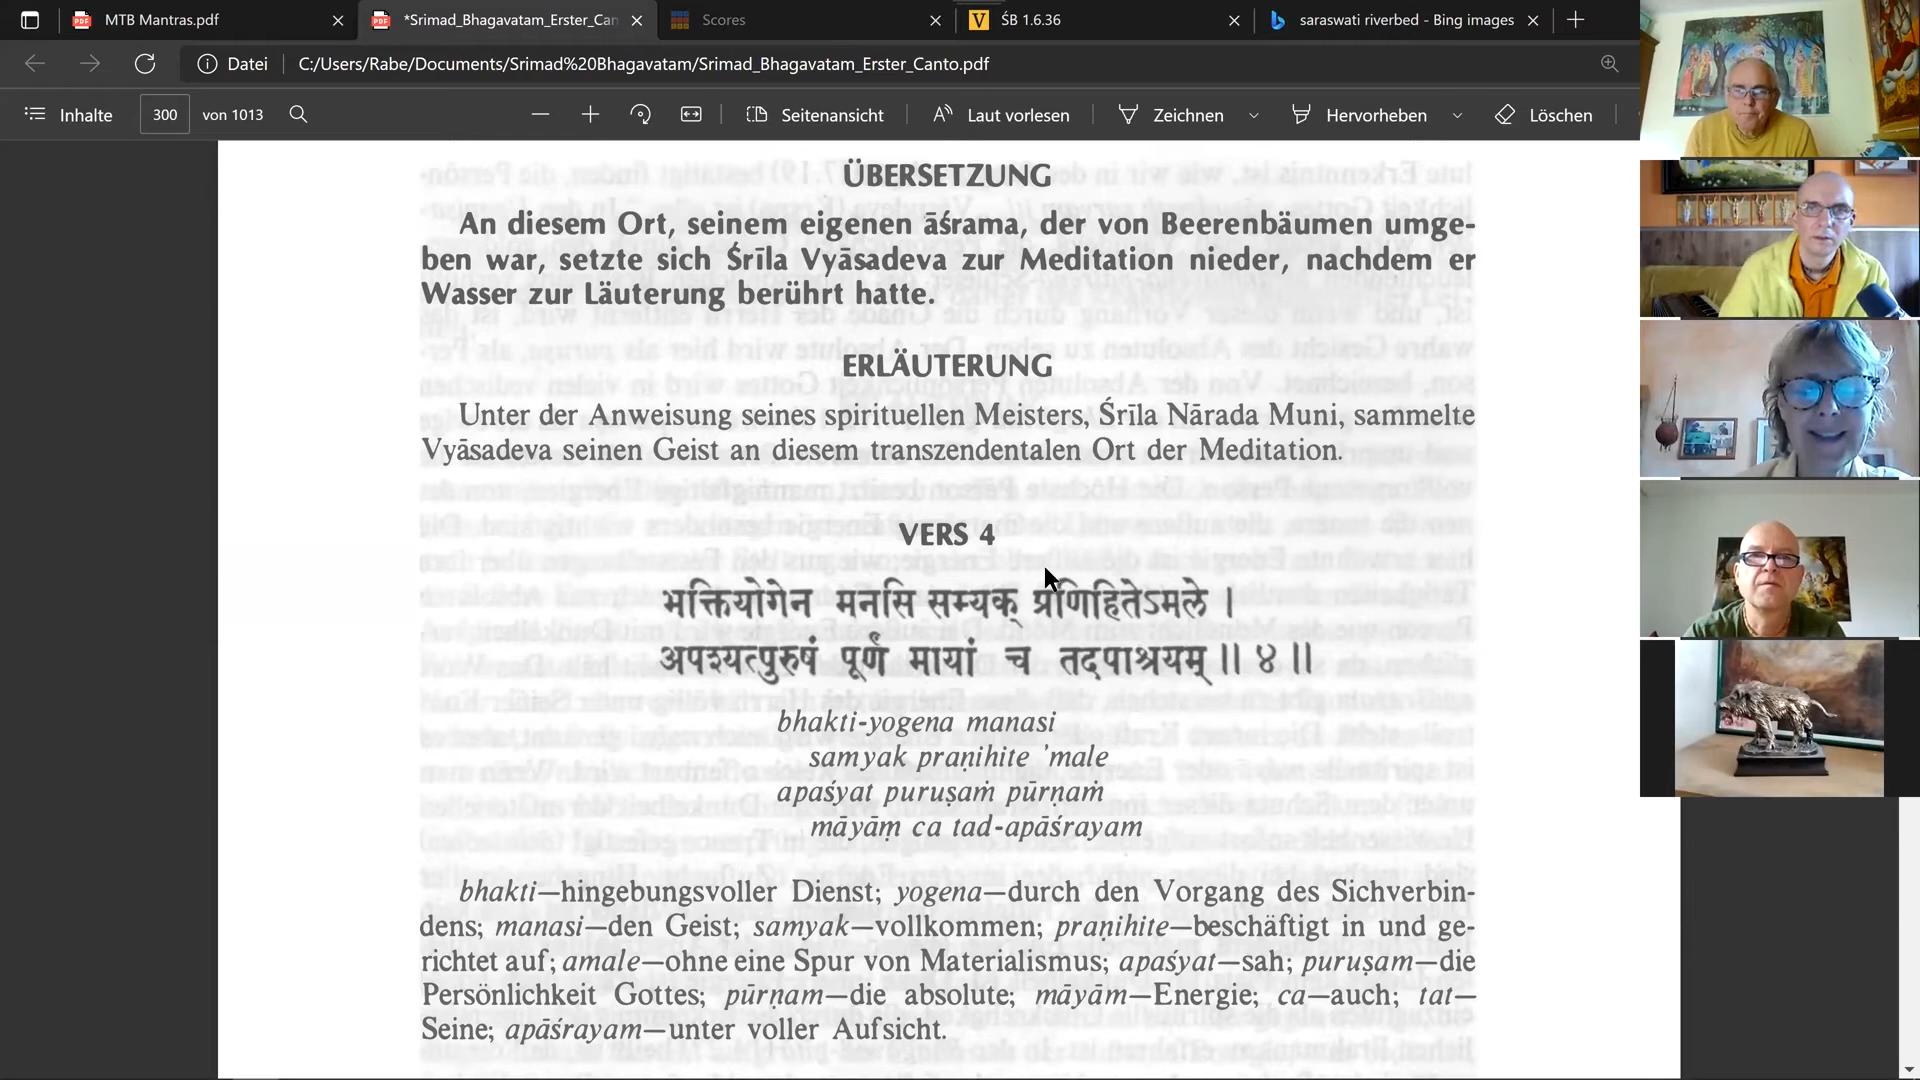 MTB Mantras.pdf
*Srimad_Bhagavatam_Erster_Can
Scores
ŚB 1.6.36
saraswati riverbed - Bing images
Datei
C:/Users/Rabe/Documents/Srimad%20Bhagavatam/Srimad_Bhagavatam_Erster_Canto.pdf
Inhalte
300
von 1013
Seitenansicht
Laut vorlesen
Zeichnen
Hervorheben
Löschen
ÜBERSETZUNG
An diesem Ort, seinem eigenen āśrama, der von Beerenbäumen umge-
ben war, setzte sich Śrīla Vyāsadeva zur Meditation nieder, nachdem er
Wasser zur Läuterung berührt hatte.
ERLÄUTERUNG
Unter der Anweisung seines spirituellen Meisters, Śrīla Nārada Muni, sammelte
Vyāsadeva seinen Geist an diesem transzendentalen Ort der Meditation.
VERS 4
भक्तियोगेन मनसि सम्यक् प्रणिहितेऽमले ।
अपश्यत्पुरुषं पूर्णं मायां च तदपाश्रयम् ॥ ४ ॥
bhakti-yogena manasi
samyak praṇihite 'male
apaśyat puruṣaṁ pūrṇaṁ
māyāṃ ca tad-apāśrayam
bhakti—hingebungsvoller Dienst; yogena—durch den Vorgang des Sichverbin-
dens; manasi—den Geist; samyak—vollkommen; praṇihite—beschäftigt in und ge-
richtet auf; amale—ohne eine Spur von Materialismus; apaśyat—sah; puruṣam—die
Persönlichkeit Gottes; pūrṇam—die absolute; māyām—Energie; ca—auch; tat—
Seine; apāśrayam—unter voller Aufsicht.